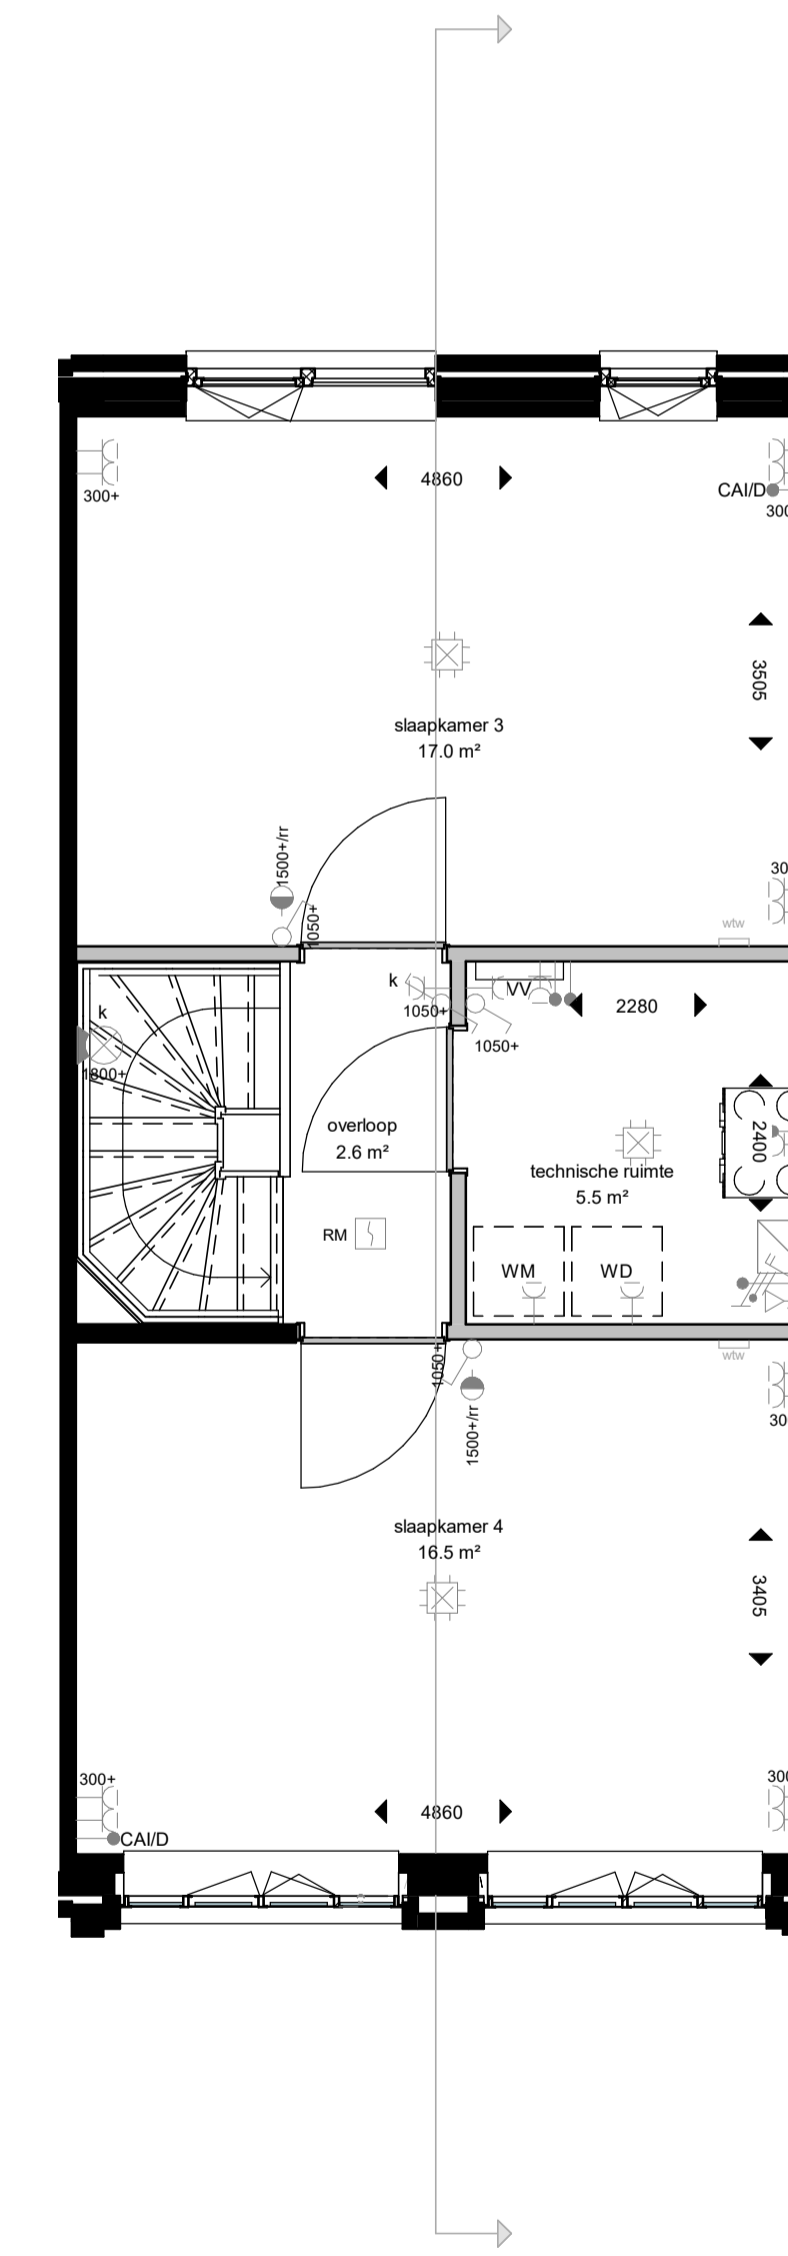 300+
4860
CAI/D
300
3505
slaapkamer 3
17.0 m²
1500+/rr
1050+
30
wtw
k
1050+
VV
2280
1050+
k
1800+
overloop
2.6 m²
2400
technische ruimte
5.5 m²
RM
WM
WD
1050+
wtw
1500+/rr
30
slaapkamer 4
16.5 m²
3405
300+
CAI/D
4860
300